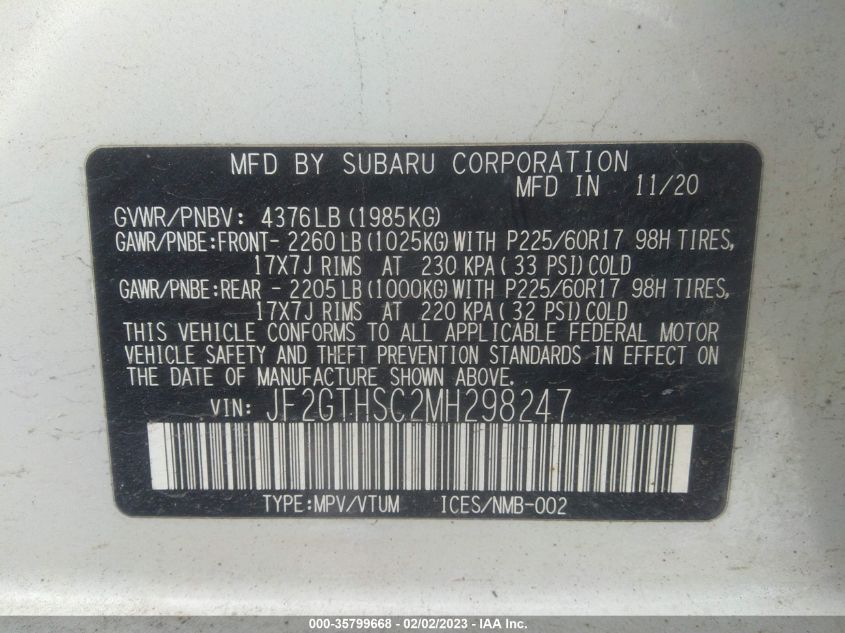 MFD BY SUBARU CORPORATION
MFD IN 11/20
GVWR/PNBV: 4376LB(1985KG)
GAWR/PNBE:FRONT- 2260LB(1025KG)WITH P225/60R17 98H TIRES,
17X7J RIMS AT 230 KPA(33 PSI)COLD
GAWR/PNBE:REAR - 2205LB(1000KG)WITH P225/60R17 98H TIRES,
17X7J RIMS AT 220 KPA(32 PSI)COLD
THIS VEHICLE CONFORMS TO ALL APPLICABLE FEDERAL MOTOR
VEHICLE SAFETY AND THEFT PREVENTION STANDARDS IN EFFECT ON
THE DATE OF MANUFACTURE SHOWN ABOVE.
VIN: JF2GTHSC2MH298247
TYPE:MPV/VTUM ICES/NMB-002
000-35799668 - 02/02/2023 - IAA Inc.